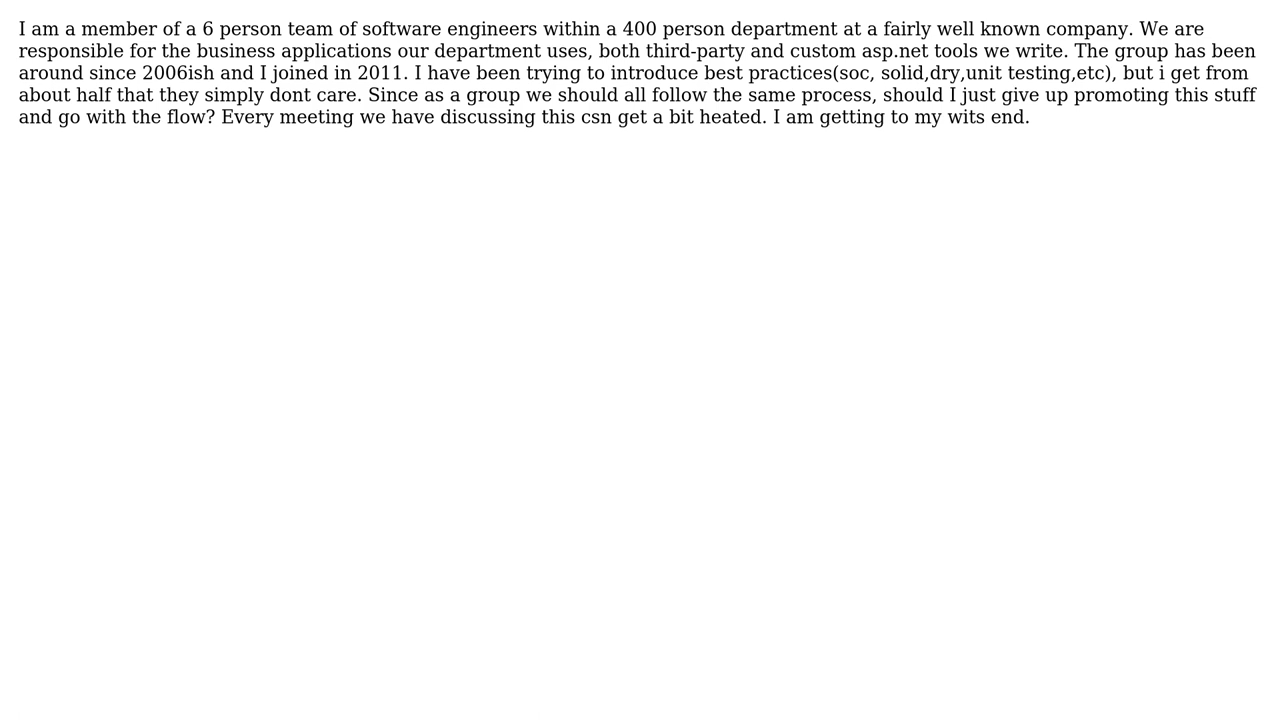 I am a member of a 6 person team of software engineers within a 400 person department at a fairly well known company. We are
responsible for the business applications our department uses, both third-party and custom asp.net tools we write. The group has been
around since 2006ish and I joined in 2011. I have been trying to introduce best practices(soc, solid,dry,unit testing,etc), but i get from
about half that they simply dont care. Since as a group we should all follow the same process, should I just give up promoting this stuff
and go with the flow? Every meeting we have discussing this csn get a bit heated. I am getting to my wits end.